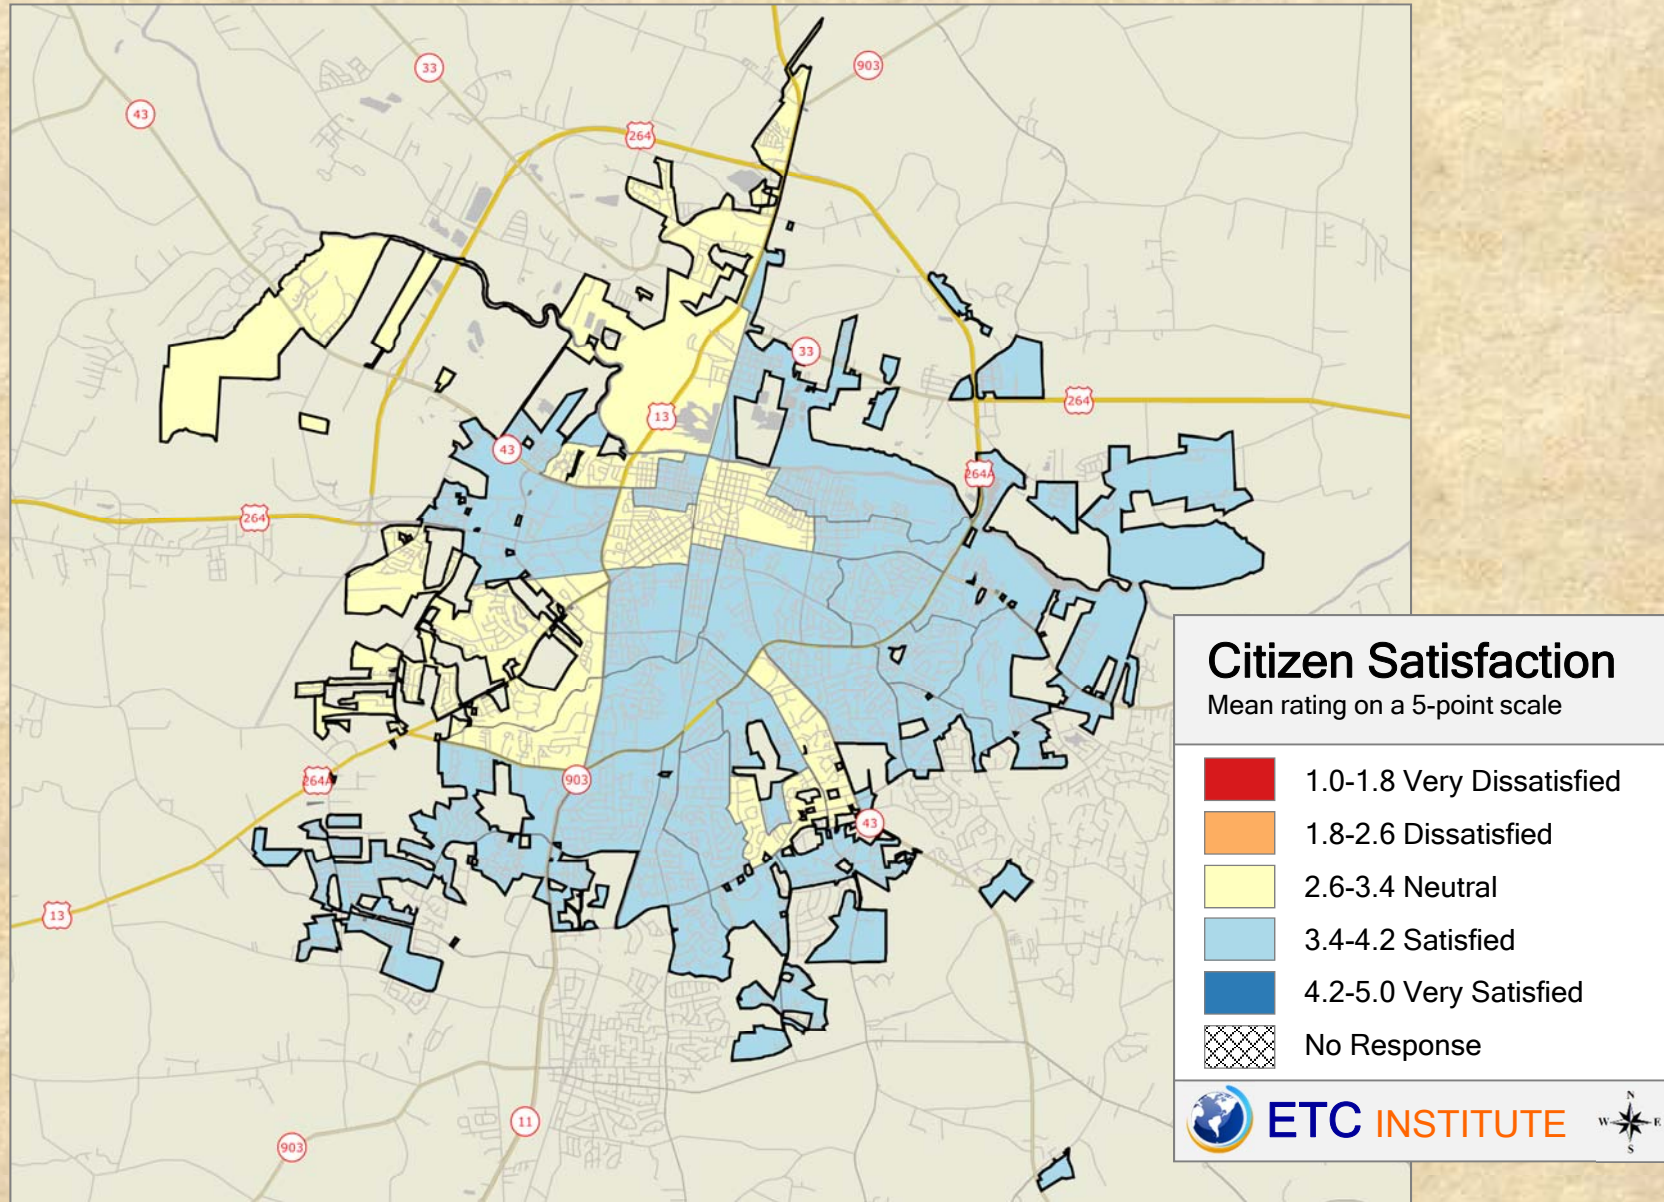 33
903
43
264
33
264
13
43
264A
264
903
264A
43
13
11
903
Citizen Satisfaction
Mean rating on a 5-point scale
1.0-1.8 Very Dissatisfied
1.8-2.6 Dissatisfied
2.6-3.4 Neutral
3.4-4.2 Satisfied
4.2-5.0 Very Satisfied
No Response
ETC INSTITUTE
N
W E
S